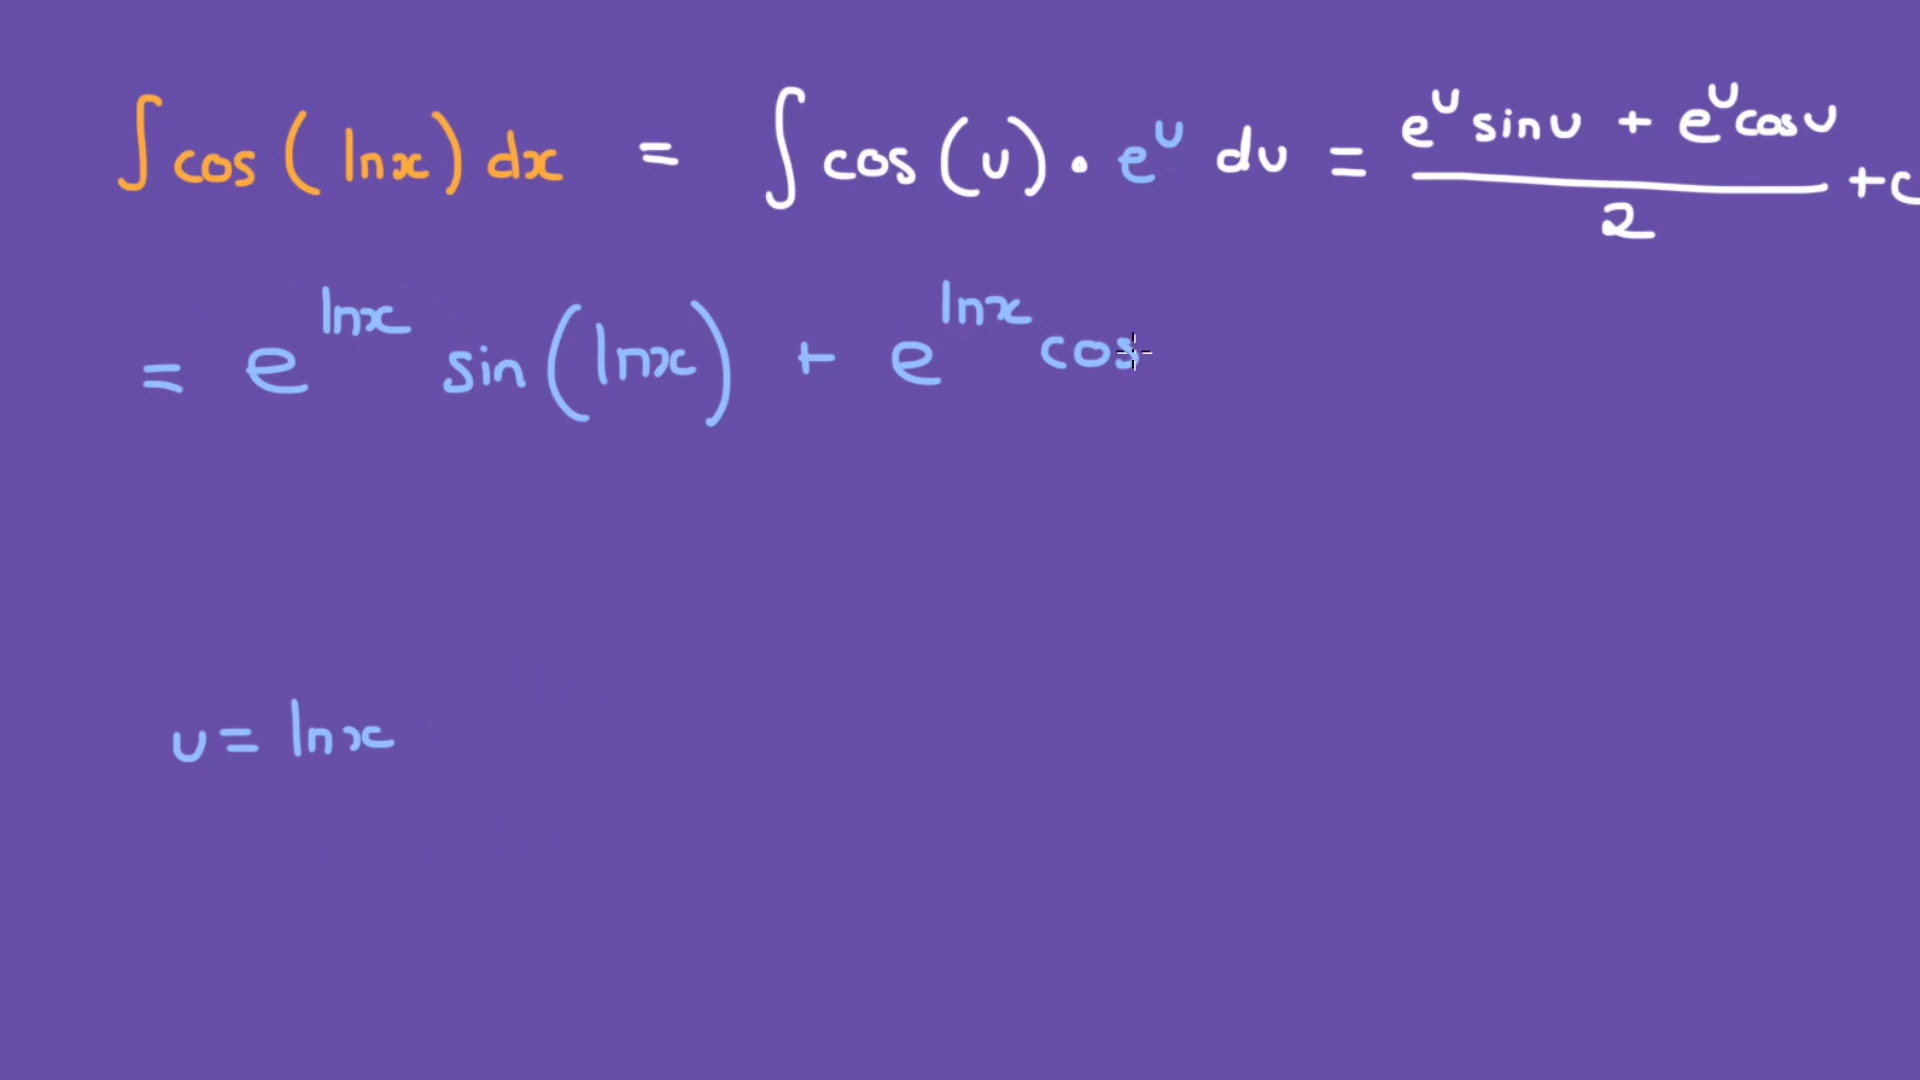 ∫ cos(lnx) dx = ∫ cos(u) · e^u du = (e^u sinu + e^u cosu)/2 + c
= e^lnx sin(lnx) + e^lnx cos
u = lnx